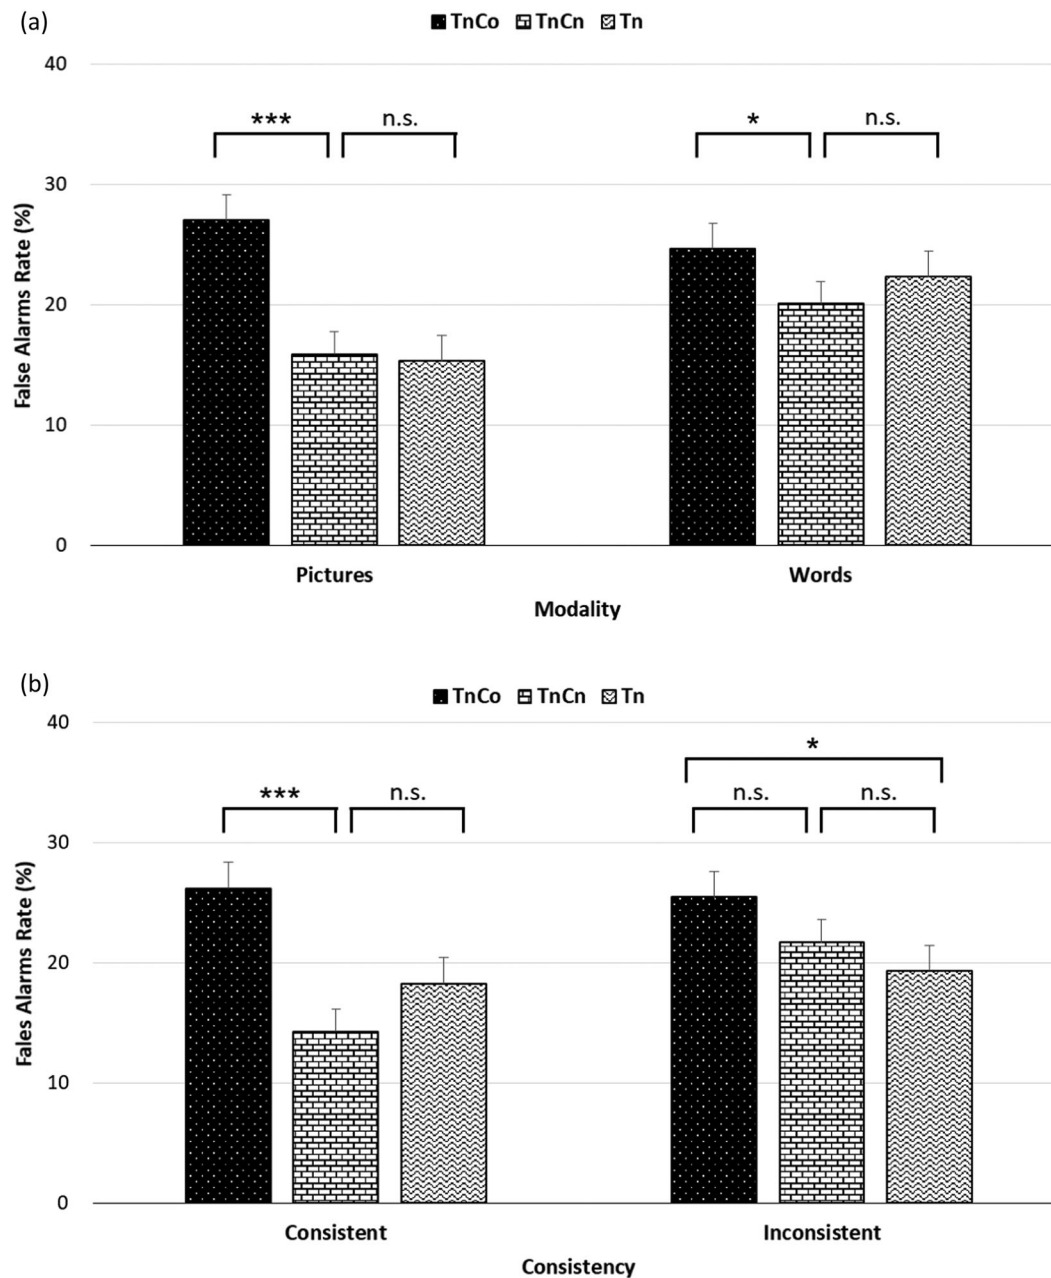 (a)
TnCo TnCn Tn
40
*** n.s. * n.s.
30
20
10
0
False Alarms Rate (%)
Pictures Words
Modality
(b)
TnCo TnCn Tn
40
*
*** n.s. n.s. n.s.
30
20
10
0
Fales Alarms Rate (%)
Consistent Inconsistent
Consistency